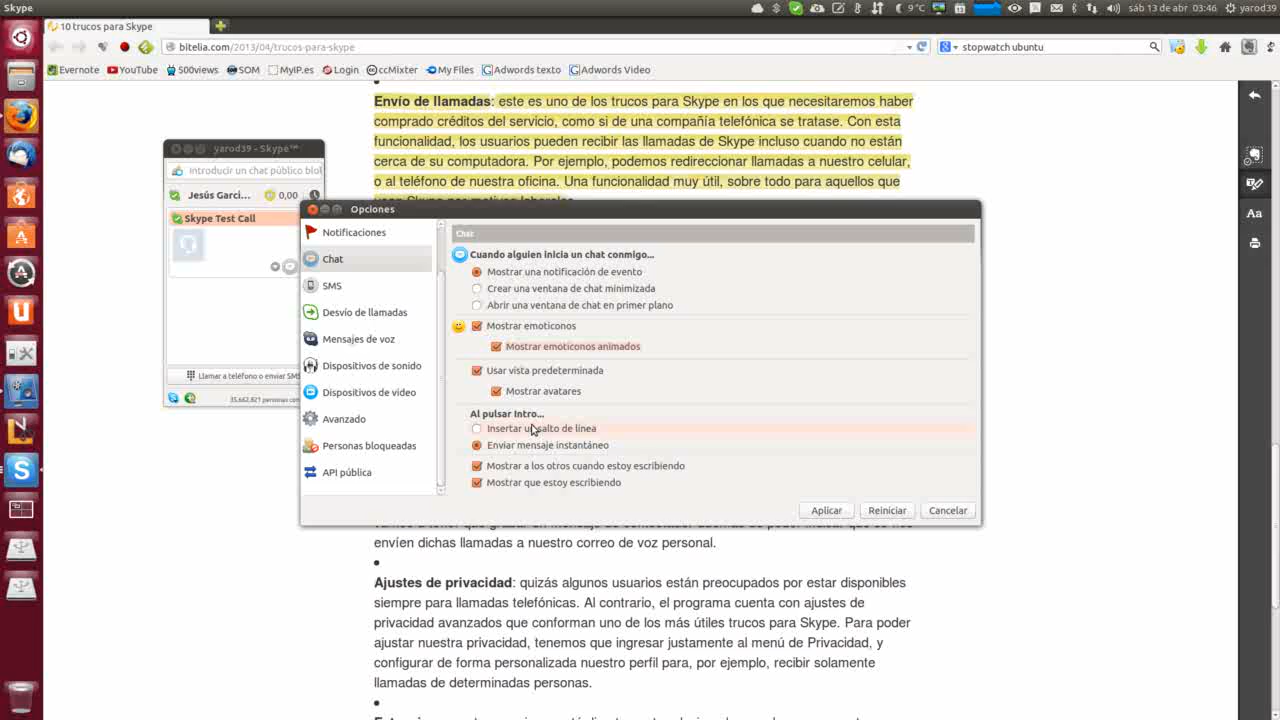 Skype
9°C
sáb 13 de abr 03:46
yarod39
10 trucos para Skype
bitelia.com/2013/04/trucos-para-skype
stopwatch ubuntu
Evernote
YouTube
500views
SOM
MyIP.es
Login
ccMixter
My Files
Adwords texto
Adwords Video
Envío de llamadas: este es uno de los trucos para Skype en los que necesitaremos haber
comprado créditos del servicio, como si de una compañía telefónica se tratase. Con esta
funcionalidad, los usuarios pueden recibir las llamadas de Skype incluso cuando no están
cerca de su computadora. Por ejemplo, podemos redireccionar llamadas a nuestro celular,
o al teléfono de nuestra oficina. Una funcionalidad muy útil, sobre todo para aquellos que
yarod39 - Skype™
Introducir un chat público
Jesús Garci...
0,00
Skype Test Call
Llamar a teléfono o enviar SMS
35,662,821 personas
Opciones
Notificaciones
Chat
SMS
Desvío de llamadas
Mensajes de voz
Dispositivos de sonido
Dispositivos de video
Avanzado
Personas bloqueadas
API pública
Chat
Cuando alguien inicia un chat conmigo...
Mostrar una notificación de evento
Crear una ventana de chat minimizada
Abrir una ventana de chat en primer plano
Mostrar emoticonos
Mostrar emoticonos animados
Usar vista predeterminada
Mostrar avatares
Al pulsar Intro...
Insertar un salto de línea
Enviar mensaje instantáneo
Mostrar a los otros cuando estoy escribiendo
Mostrar que estoy escribiendo
Aplicar
Reiniciar
Cancelar
Aa
envíen dichas llamadas a nuestro correo de voz personal.
Ajustes de privacidad: quizás algunos usuarios están preocupados por estar disponibles
siempre para llamadas telefónicas. Al contrario, el programa cuenta con ajustes de
privacidad avanzados que conforman uno de los más útiles trucos para Skype. Para poder
ajustar nuestra privacidad, tenemos que ingresar justamente al menú de Privacidad, y
configurar de forma personalizada nuestro perfil para, por ejemplo, recibir solamente
llamadas de determinadas personas.